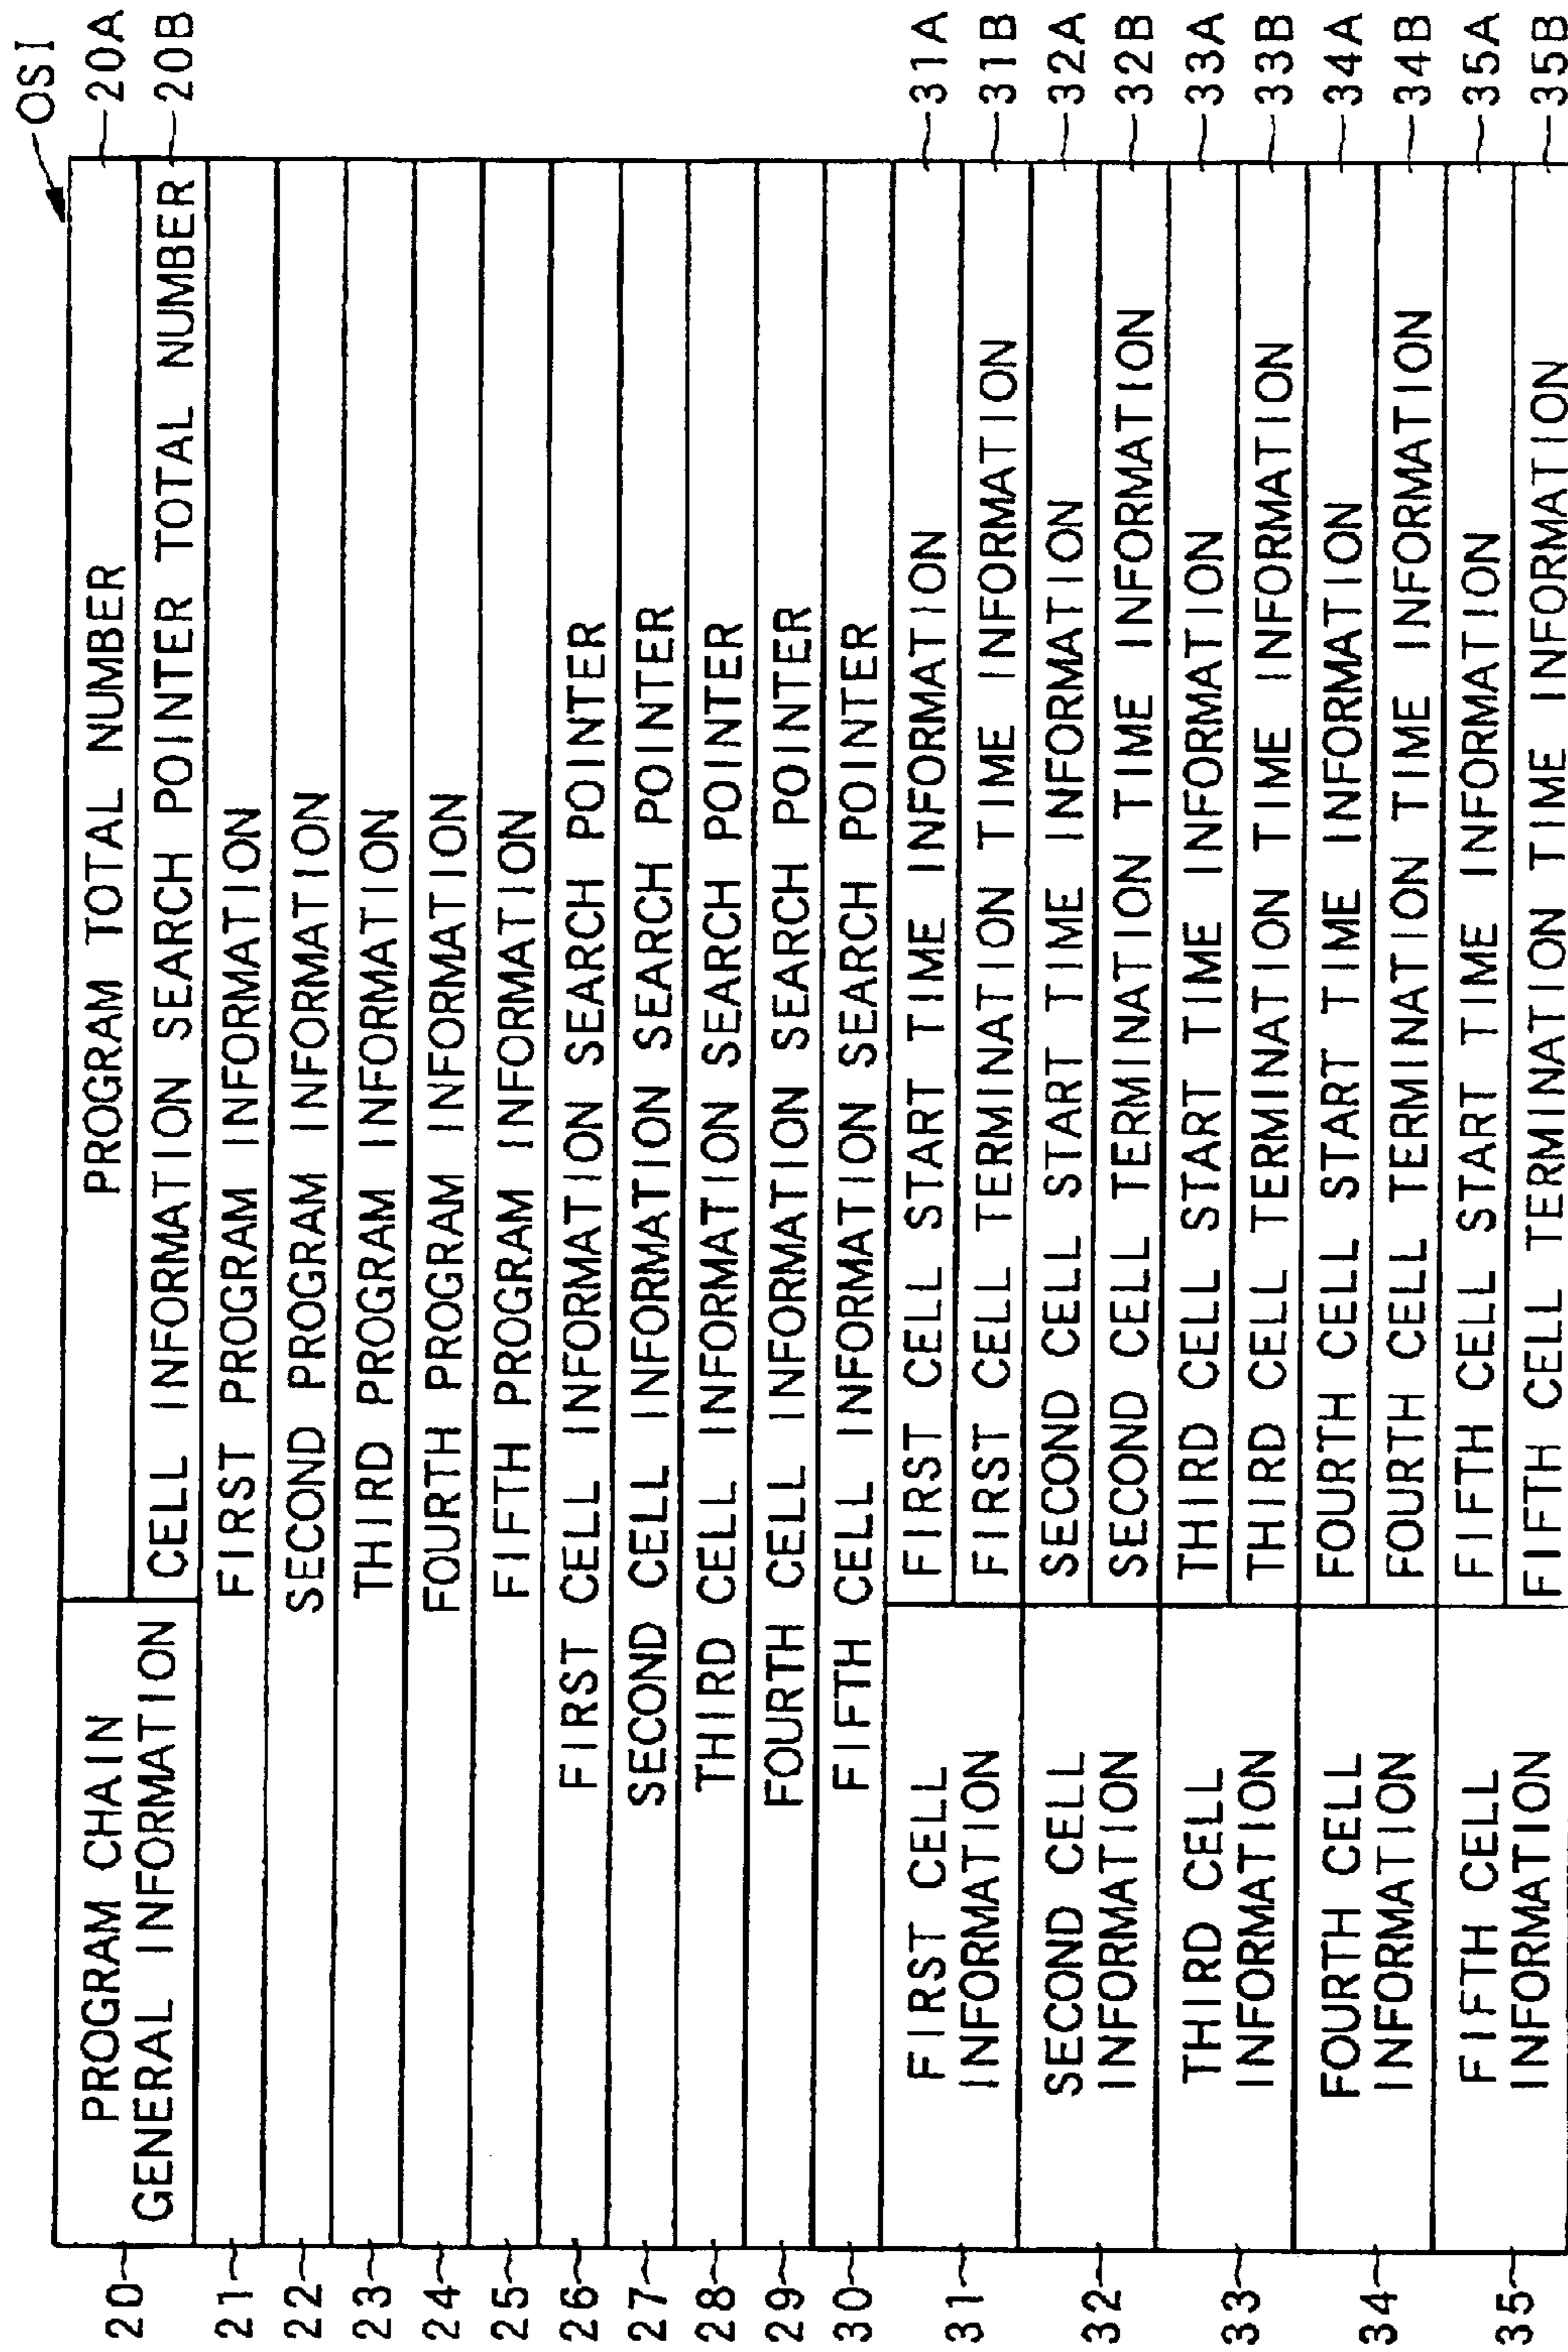 OSI
20
PROGRAM CHAIN
GENERAL INFORMATION
PROGRAM TOTAL NUMBER
20A
CELL INFORMATION SEARCH POINTER TOTAL NUMBER
20B
21
FIRST PROGRAM INFORMATION
22
SECOND PROGRAM INFORMATION
23
THIRD PROGRAM INFORMATION
24
FOURTH PROGRAM INFORMATION
25
FIFTH PROGRAM INFORMATION
26
FIRST CELL INFORMATION SEARCH POINTER
27
SECOND CELL INFORMATION SEARCH POINTER
28
THIRD CELL INFORMATION SEARCH POINTER
29
FOURTH CELL INFORMATION SEARCH POINTER
30
FIFTH CELL INFORMATION SEARCH POINTER
31
FIRST CELL
INFORMATION
FIRST CELL START TIME INFORMATION
31A
FIRST CELL TERMINATION TIME INFORMATION
31B
32
SECOND CELL
INFORMATION
SECOND CELL START TIME INFORMATION
32A
SECOND CELL TERMINATION TIME INFORMATION
32B
33
THIRD CELL
INFORMATION
THIRD CELL START TIME INFORMATION
33A
THIRD CELL TERMINATION TIME INFORMATION
33B
34
FOURTH CELL
INFORMATION
FOURTH CELL START TIME INFORMATION
34A
FOURTH CELL TERMINATION TIME INFORMATION
34B
35
FIFTH CELL
INFORMATION
FIFTH CELL START TIME INFORMATION
35A
FIFTH CELL TERMINATION TIME INFORMATION
35B